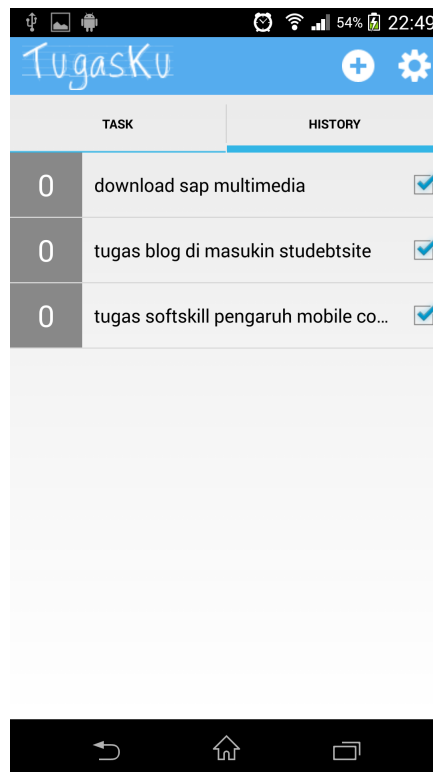 54% 22:49
TugasKu
TASK HISTORY
0 download sap multimedia
0 tugas blog di masukin studebtsite
0 tugas softskill pengaruh mobile co...